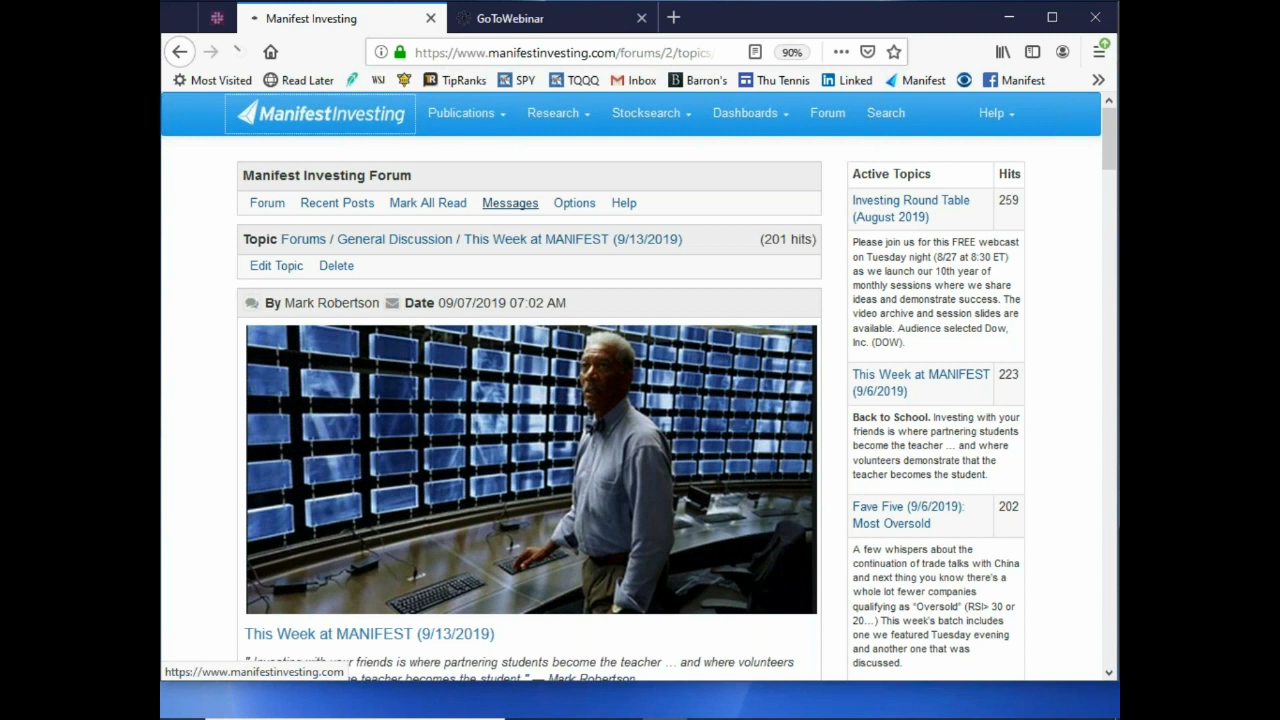 Manifest Investing
GoToWebinar
https://www.manifestinvesting.com/forums/2/topics
90%
Most Visited
Read Later
WSJ
TipRanks
SPY
TQQQ
Inbox
Barron's
Thu Tennis
Linked
Manifest
Manifest
ManifestInvesting
Publications
Research
Stocksearch
Dashboards
Forum
Search
Help
Manifest Investing Forum
Forum
Recent Posts
Mark All Read
Messages
Options
Help
Topic Forums / General Discussion / This Week at MANIFEST (9/13/2019)
(201 hits)
Edit Topic
Delete
By Mark Robertson Date 09/07/2019 07:02 AM
This Week at MANIFEST (9/13/2019)
" Investing with your friends is where partnering students become the teacher ... and where volunteers
the teacher becomes the student." — Mark Robertson
https://www.manifestinvesting.com
Active Topics
Hits
Investing Round Table
(August 2019)
259
Please join us for this FREE webcast
on Tuesday night (8/27 at 8:30 ET)
as we launch our 10th year of
monthly sessions where we share
ideas and demonstrate success. The
video archive and session slides are
available. Audience selected Dow,
Inc. (DOW).
This Week at MANIFEST
(9/6/2019)
223
Back to School. Investing with your
friends is where partnering students
become the teacher ... and where
volunteers demonstrate that the
teacher becomes the student.
Fave Five (9/6/2019):
Most Oversold
202
A few whispers about the
continuation of trade talks with China
and next thing you know there's a
whole lot fewer companies
qualifying as "Oversold" (RSI> 30 or
20...) This week's batch includes
one we featured Tuesday evening
and another one that was
discussed.